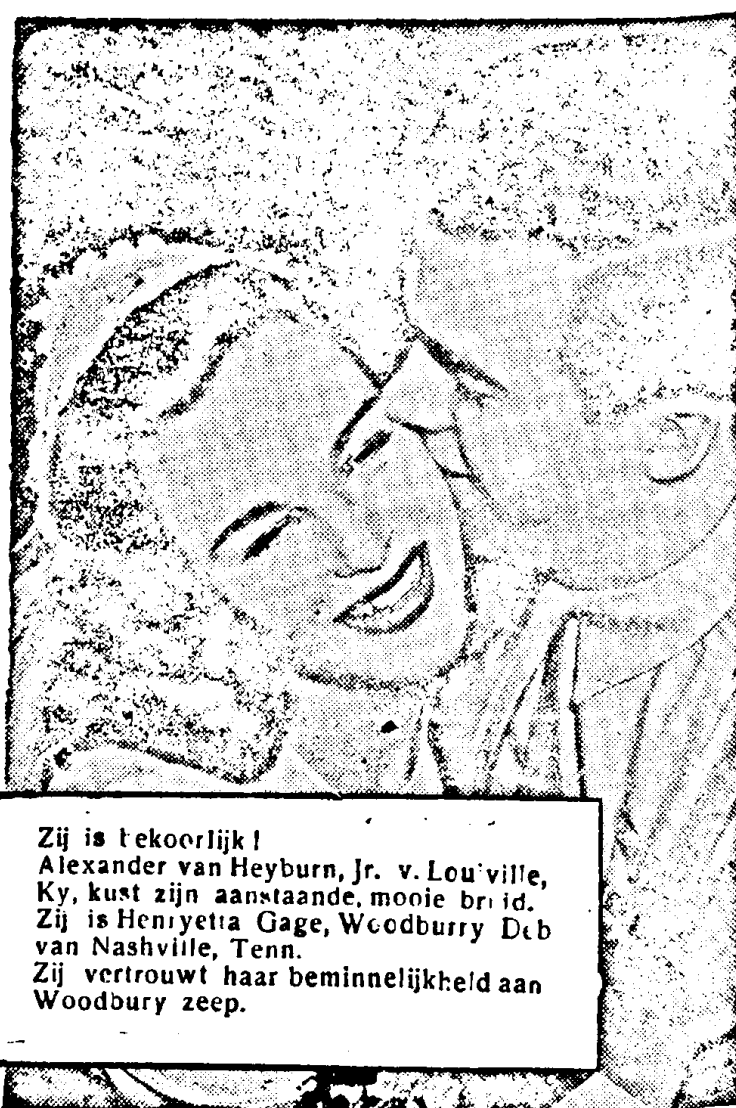 Zij is bekoorlijk!
Alexander van Heyburn, Jr. v. Louisville,
Ky, kust zijn aanstaande, mooie bruid.
Zij is Henryetta Gage, Woodburry Deb
van Nashville, Tenn.
Zij vertrouwt haar beminnelijkheid aan
Woodbury zeep.